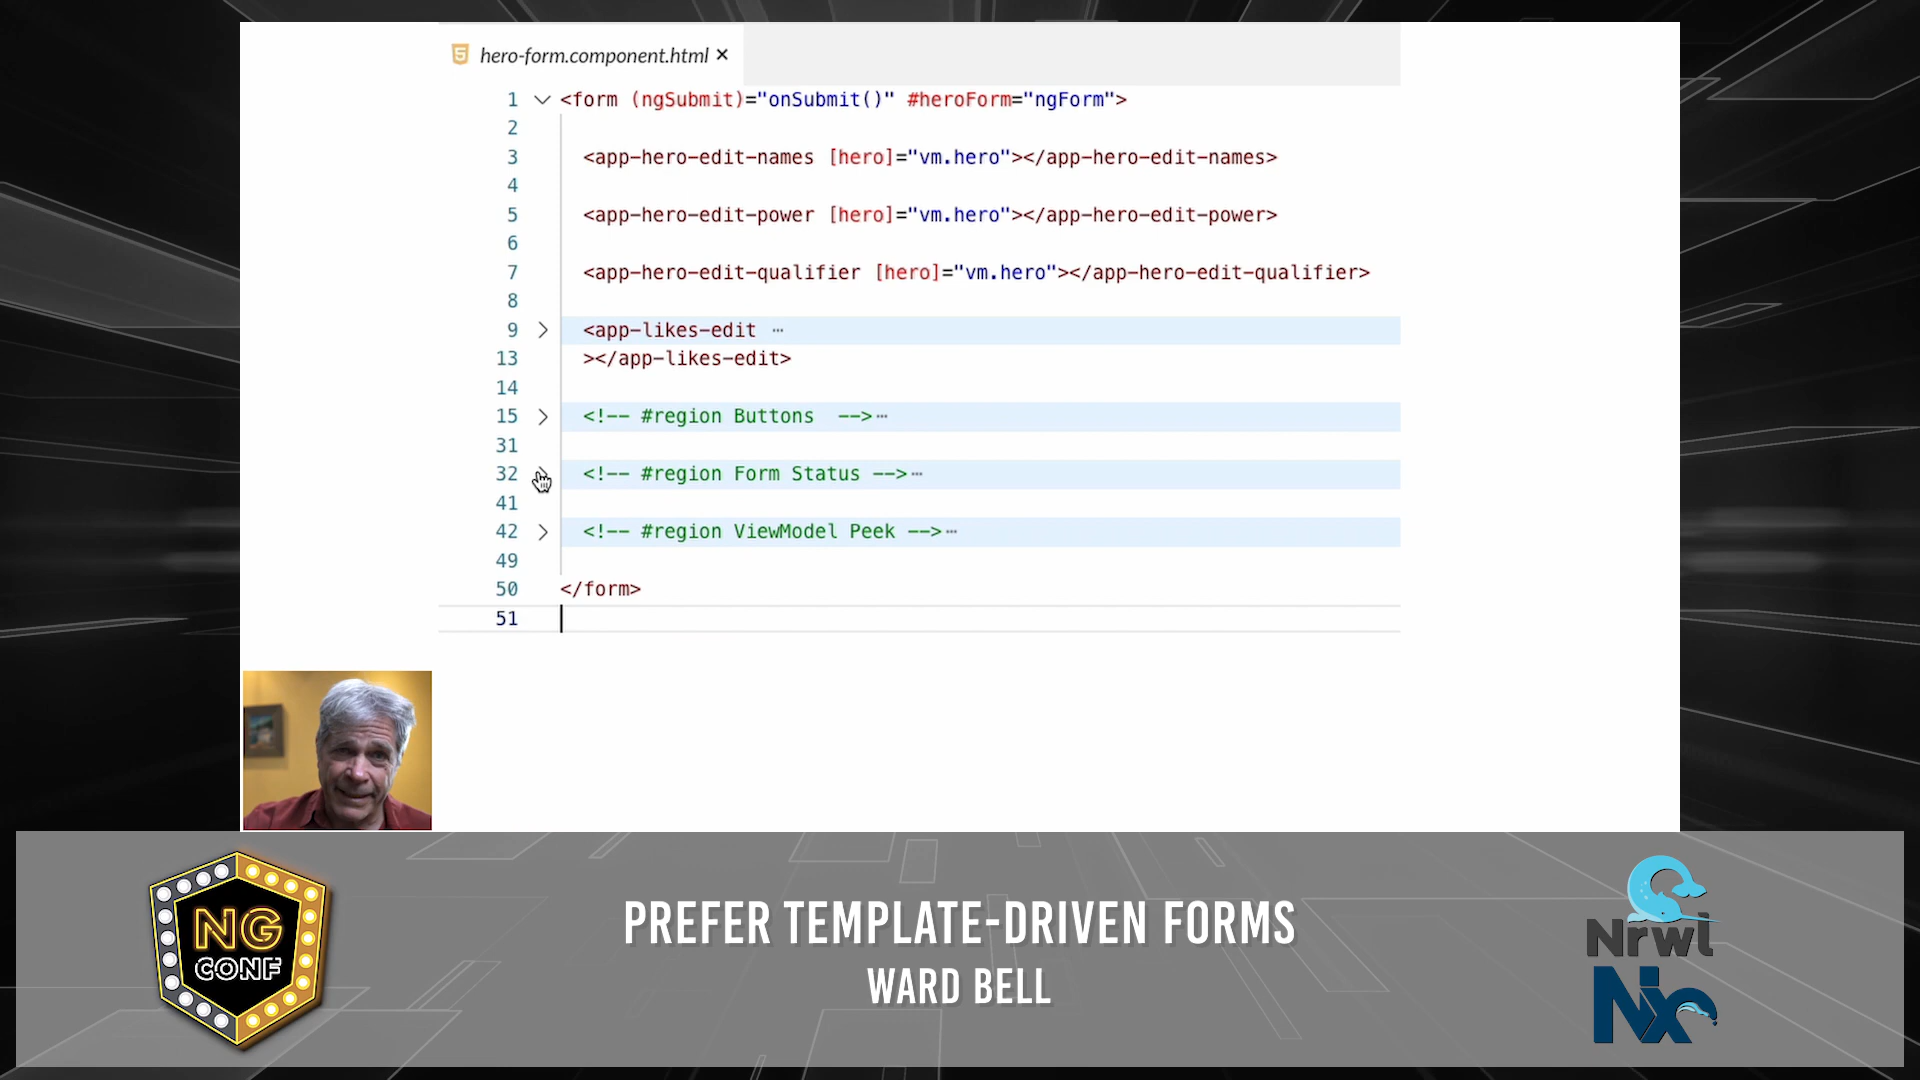 hero-form.component.html ×
1 <form (ngSubmit)="onSubmit()" #heroForm="ngForm">
2
3 <app-hero-edit-names [hero]="vm.hero"></app-hero-edit-names>
4
5 <app-hero-edit-power [hero]="vm.hero"></app-hero-edit-power>
6
7 <app-hero-edit-qualifier [hero]="vm.hero"></app-hero-edit-qualifier>
8
9 <app-likes-edit ⋯
13 ></app-likes-edit>
14
15 <!-- #region Buttons  -->⋯
31
32 <!-- #region Form Status -->⋯
41
42 <!-- #region ViewModel Peek -->⋯
49
50 </form>
51
NG
CONF
PREFER TEMPLATE-DRIVEN FORMS
WARD BELL
Nrwl
Nx